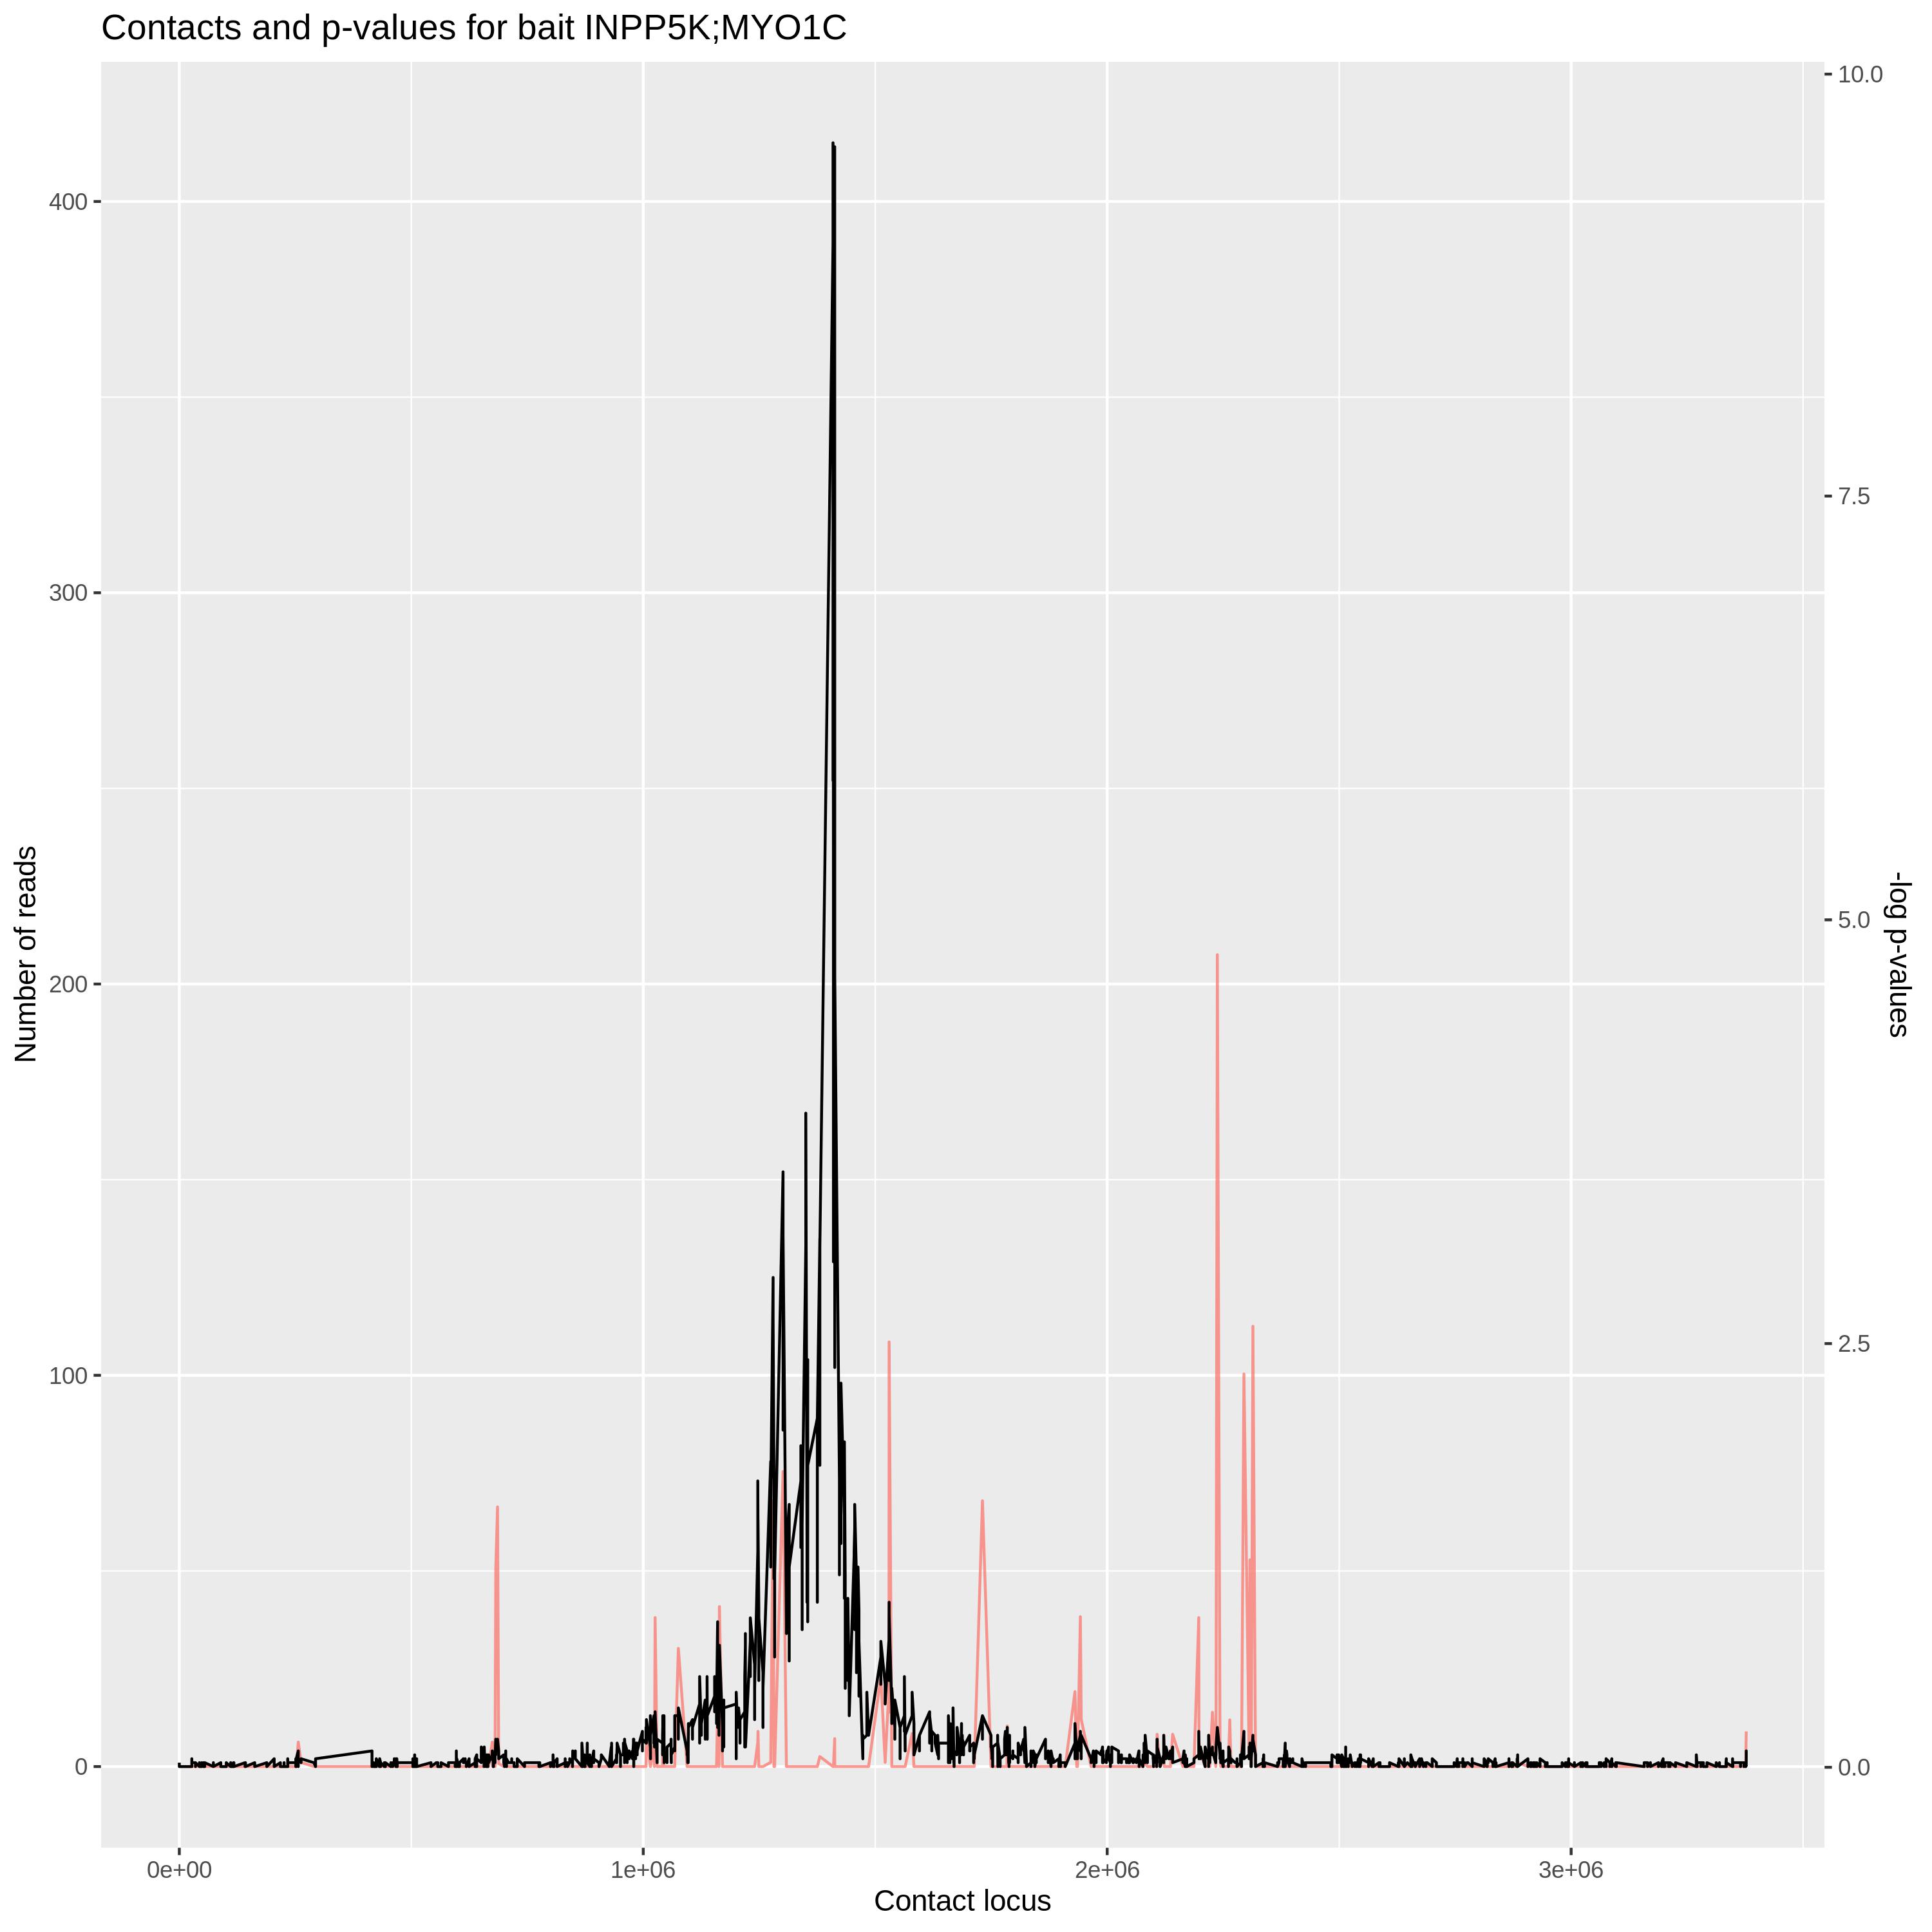 Contacts and p-values for bait INPP5K;MYO1C
Number of reads
400
300
200
100
0
10.0
7.5
5.0
2.5
0.0
-log p-values
0e+00
1e+06
2e+06
3e+06
Contact locus